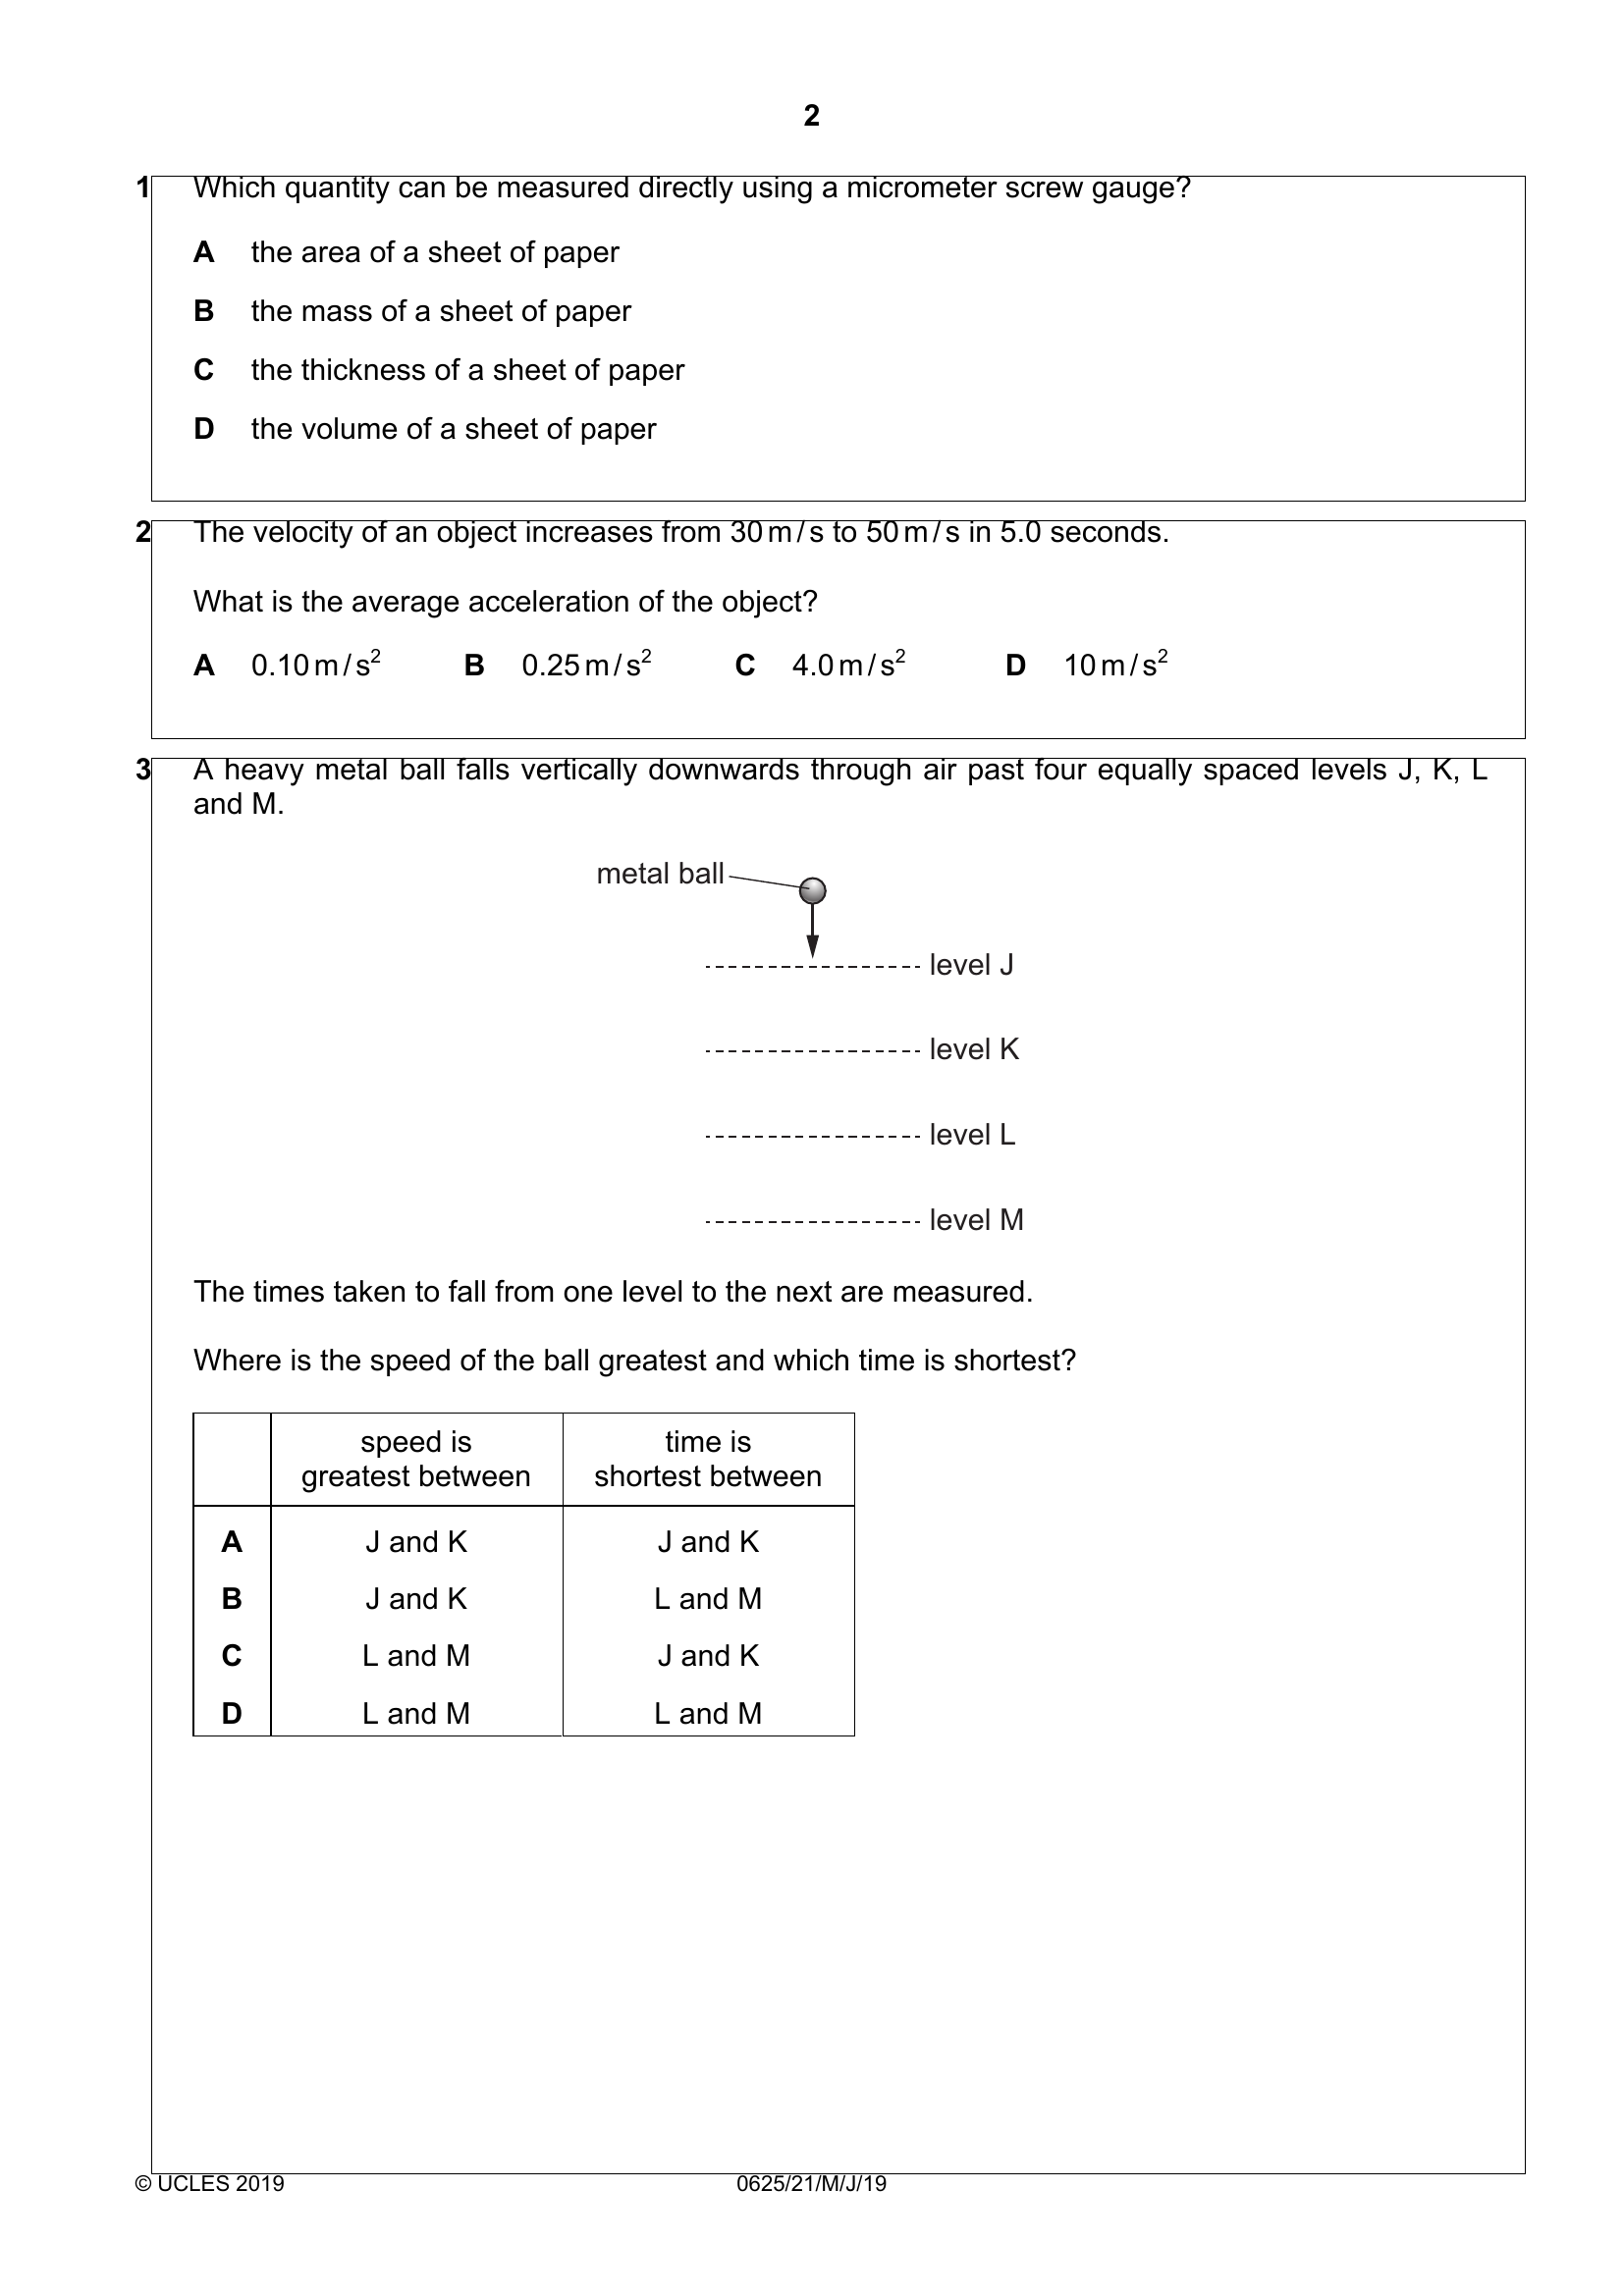 2
1 Which quantity can be measured directly using a micrometer screw gauge?
A the area of a sheet of paper
B the mass of a sheet of paper
C the thickness of a sheet of paper
D the volume of a sheet of paper
2 The velocity of an object increases from 30 m / s to 50 m / s in 5.0 seconds.
What is the average acceleration of the object?
A 0.10 m / s² B 0.25 m / s² C 4.0 m / s² D 10 m / s²
3 A heavy metal ball falls vertically downwards through air past four equally spaced levels J, K, L
and M.
metal ball
level J
level K
level L
level M
The times taken to fall from one level to the next are measured.
Where is the speed of the ball greatest and which time is shortest?
speed is time is
greatest between shortest between
A J and K J and K
B J and K L and M
C L and M J and K
D L and M L and M
© UCLES 2019 0625/21/M/J/19